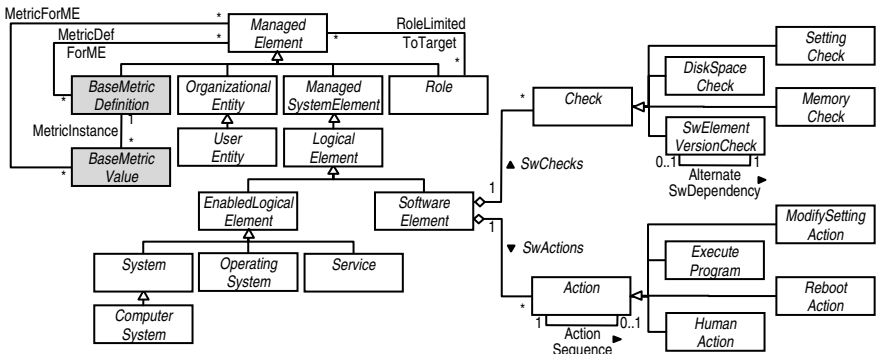 MetricForME
*
Managed
Element
*
RoleLimited
ToTarget
*
*
MetricDef
ForME
*
BaseMetric
Definition
Organizational
Entity
Managed
SystemElement
Role
1
MetricInstance
*
BaseMetric
Value
*
User
Entity
Logical
Element
EnabledLogical
Element
Software
Element
1
▲ SwChecks
1
▼ SwActions
*
Check
Setting
Check
DiskSpace
Check
Memory
Check
SwElement
VersionCheck
0..1
1
Alternate
SwDependency
System
Operating
System
Service
Computer
System
*
Action
1
0..1
Action
Sequence
ModifySetting
Action
Execute
Program
Reboot
Action
Human
Action